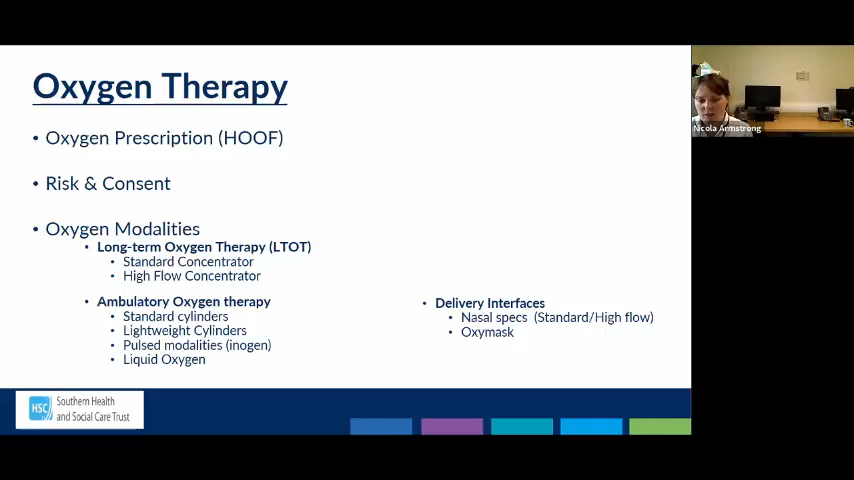 Oxygen Therapy
• Oxygen Prescription (HOOF)
• Risk & Consent
• Oxygen Modalities
• Long-term Oxygen Therapy (LTOT)
• Standard Concentrator
• High Flow Concentrator
• Ambulatory Oxygen therapy
• Standard cylinders
• Lightweight Cylinders
• Pulsed modalities (inogen)
• Liquid Oxygen
• Delivery Interfaces
• Nasal specs (Standard/High flow)
• Oxymask
HSC
Southern Health
and Social Care Trust
Nicola Armstrong